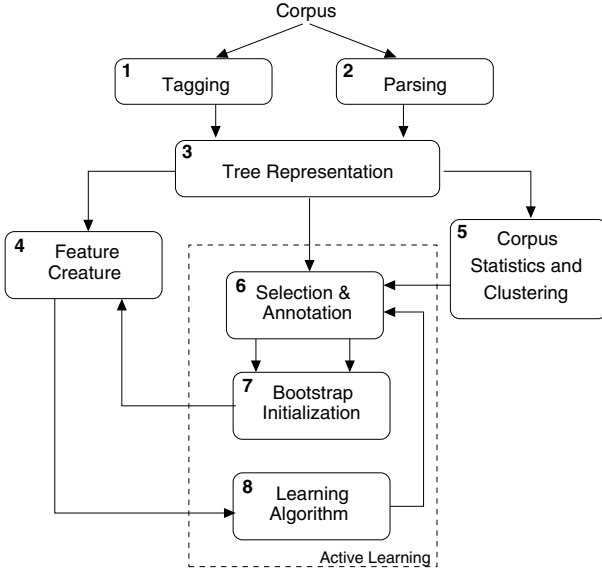 Corpus
1
Tagging
2
Parsing
3
Tree Representation
4
Feature
Creature
5
Corpus
Statistics and
Clustering
6
Selection &
Annotation
7
Bootstrap
Initialization
8
Learning
Algorithm
Active Learning